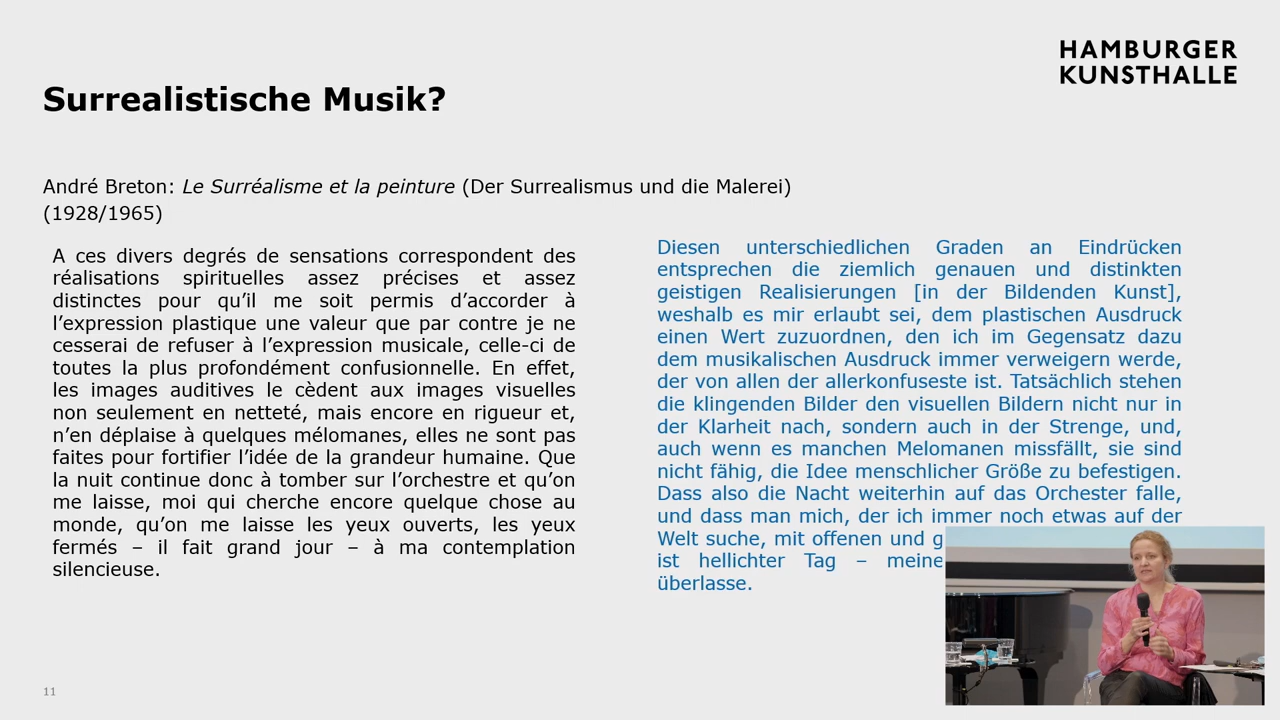 HAMBURGER
KUNSTHALLE
Surrealistische Musik?
André Breton: Le Surréalisme et la peinture (Der Surrealismus und die Malerei)
(1928/1965)
A ces divers degrés de sensations correspondent des
réalisations spirituelles assez précises et assez
distinctes pour qu’il me soit permis d’accorder à
l’expression plastique une valeur que par contre je ne
cesserai de refuser à l’expression musicale, celle-ci de
toutes la plus profondément confusionnelle. En effet,
les images auditives le cèdent aux images visuelles
non seulement en netteté, mais encore en rigueur et,
n’en déplaise à quelques mélomanes, elles ne sont pas
faites pour fortifier l’idée de la grandeur humaine. Que
la nuit continue donc à tomber sur l’orchestre et qu’on
me laisse, moi qui cherche encore quelque chose au
monde, qu’on me laisse les yeux ouverts, les yeux
fermés – il fait grand jour – à ma contemplation
silencieuse.
Diesen unterschiedlichen Graden an Eindrücken
entsprechen die ziemlich genauen und distinkten
geistigen Realisierungen [in der Bildenden Kunst],
weshalb es mir erlaubt sei, dem plastischen Ausdruck
einen Wert zuzuordnen, den ich im Gegensatz dazu
dem musikalischen Ausdruck immer verweigern werde,
der von allen der allerkonfuseste ist. Tatsächlich stehen
die klingenden Bilder den visuellen Bildern nicht nur in
der Klarheit nach, sondern auch in der Strenge, und,
auch wenn es manchen Melomanen missfällt, sie sind
nicht fähig, die Idee menschlicher Größe zu befestigen.
Dass also die Nacht weiterhin auf das Orchester falle,
und dass man mich, der ich immer noch etwas auf der
Welt suche, mit offenen und g
ist hellichter Tag – meine
überlasse.
11